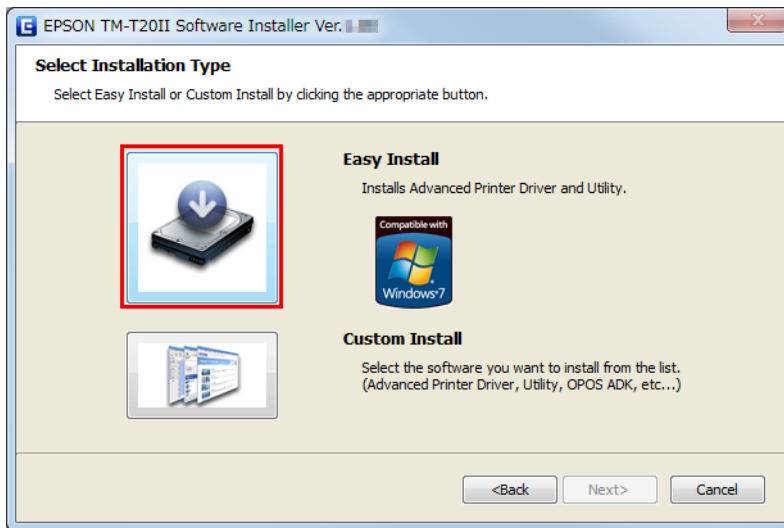 EPSON TM-T20II Software Installer Ver.
Select Installation Type
Select Easy Install or Custom Install by clicking the appropriate button.
Easy Install
Installs Advanced Printer Driver and Utility.
Compatible with
Windows®7
Custom Install
Select the software you want to install from the list.
(Advanced Printer Driver, Utility, OPOS ADK, etc...)
<Back
Next>
Cancel